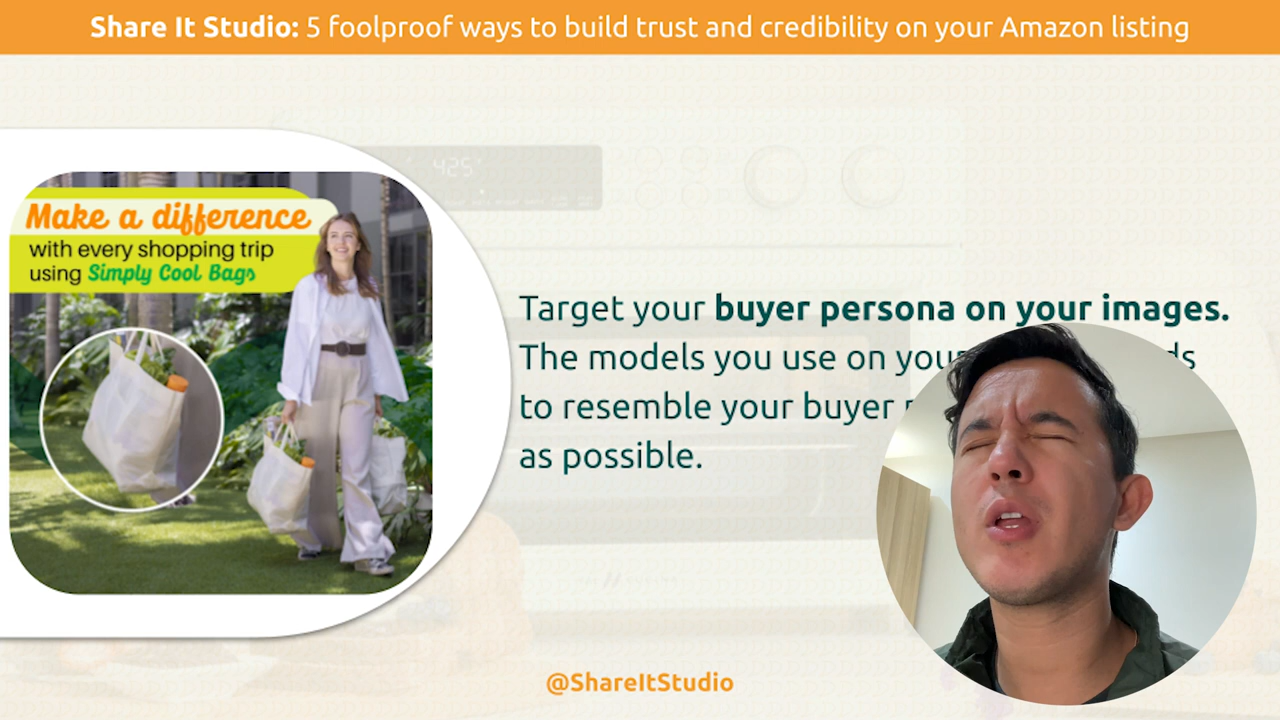 Share It Studio: 5 foolproof ways to build trust and credibility on your Amazon listing
Make a difference
with every shopping trip
using Simply Cool Bags
425
Target your buyer persona on your images.
The models you use on your
to resemble your buyer
as possible.
@ShareItStudio